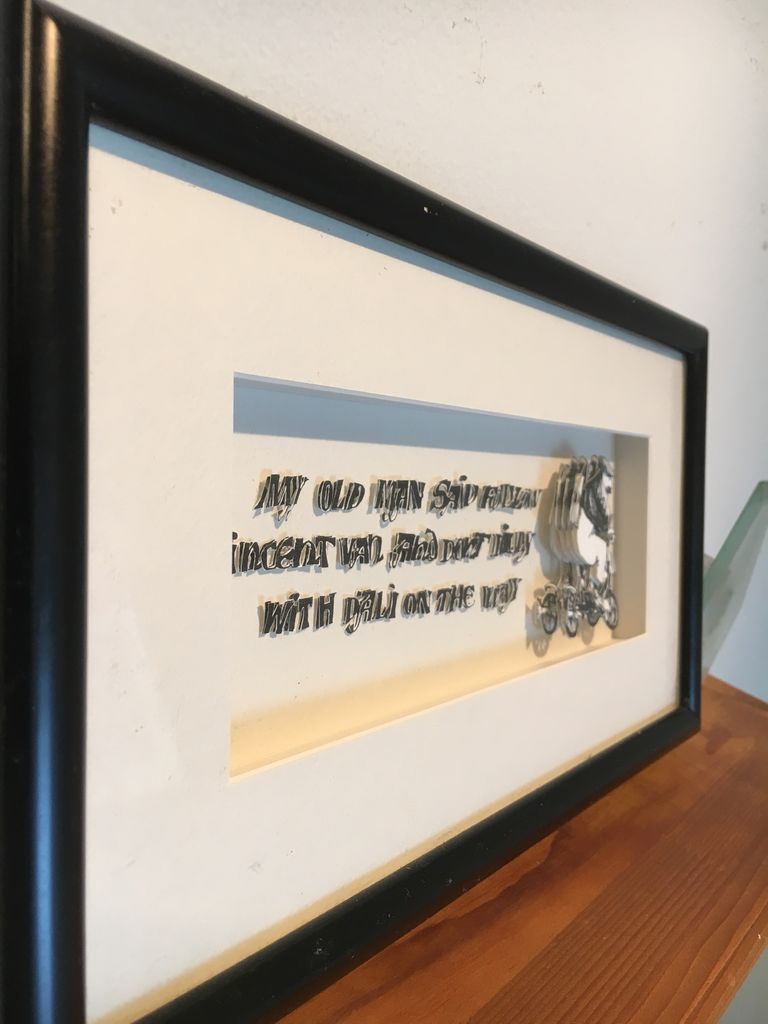 MY OLD MAN SAID FOLLOW
INCENT VAN AND DON'T DILLY
WITH DALI ON THE WAY